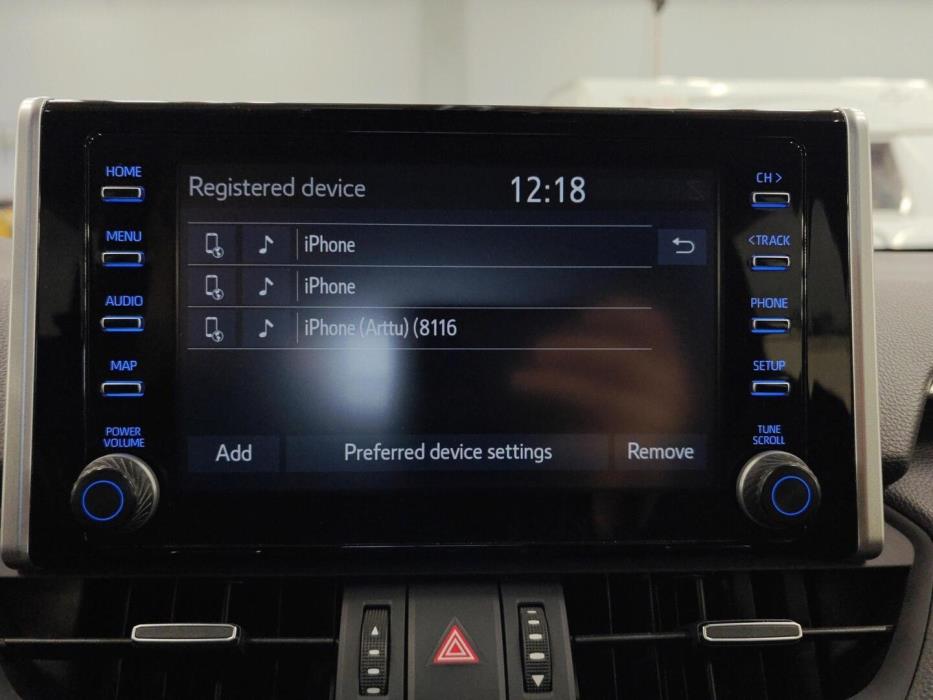 HOME
MENU
AUDIO
MAP
POWER
VOLUME
Registered device
12:18
iPhone
iPhone
iPhone (Arttu) (8116
Add
Preferred device settings
Remove
CH >
<TRACK
PHONE
SETUP
TUNE
SCROLL